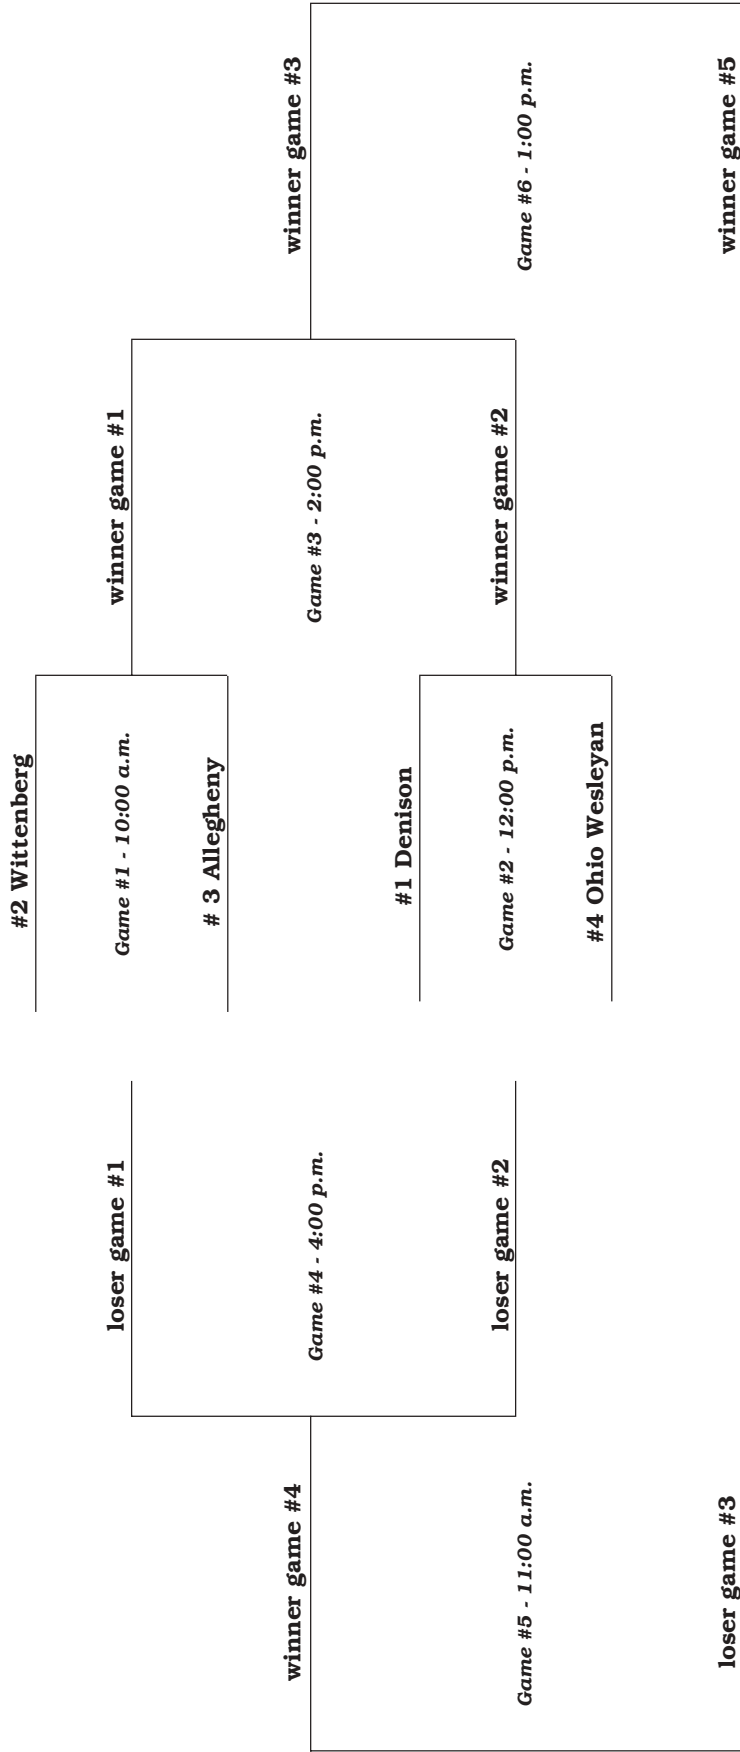 #2 Wittenberg
Game #1 - 10:00 a.m.
# 3 Allegheny
#1 Denison
Game #2 - 12:00 p.m.
#4 Ohio Wesleyan
winner game #1
Game #3 - 2:00 p.m.
winner game #2
winner game #3
Game #6 - 1:00 p.m.
winner game #5
loser game #1
Game #4 - 4:00 p.m.
loser game #2
winner game #4
Game #5 - 11:00 a.m.
loser game #3